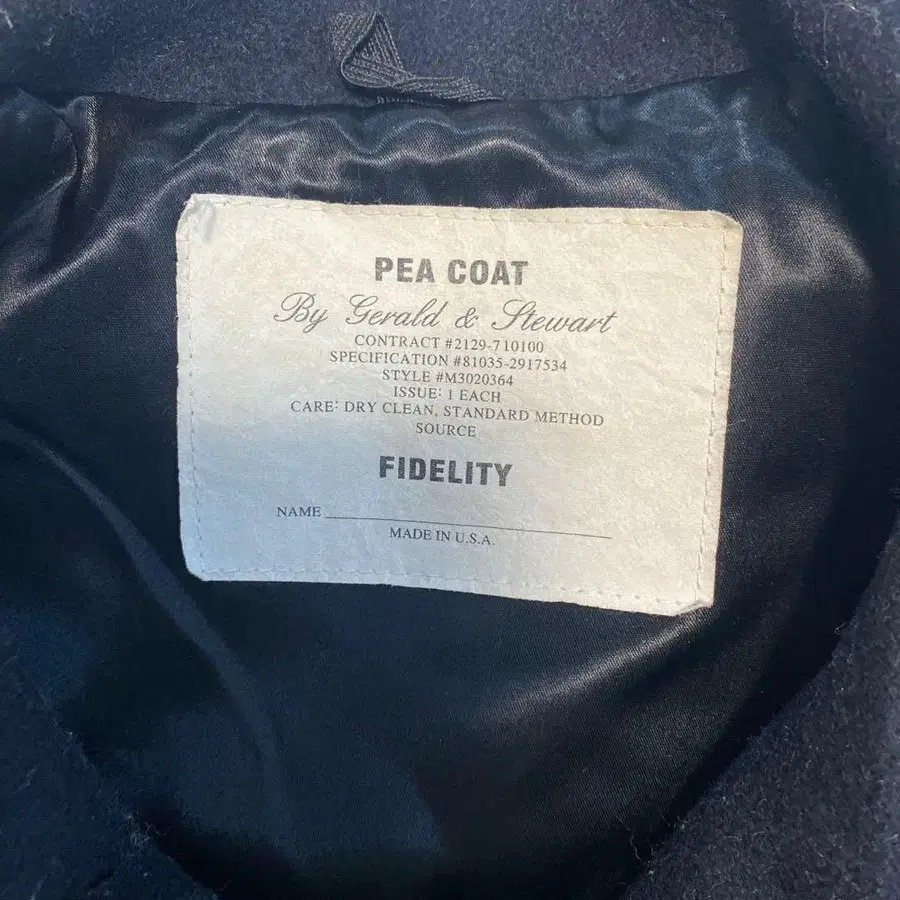 PEA COAT
By Gerald & Stewart
CONTRACT #2129-710100
SPECIFICATION #81035-2917534
STYLE #M3020364
ISSUE: 1 EACH
CARE: DRY CLEAN, STANDARD METHOD
SOURCE
FIDELITY
NAME
MADE IN U.S.A.